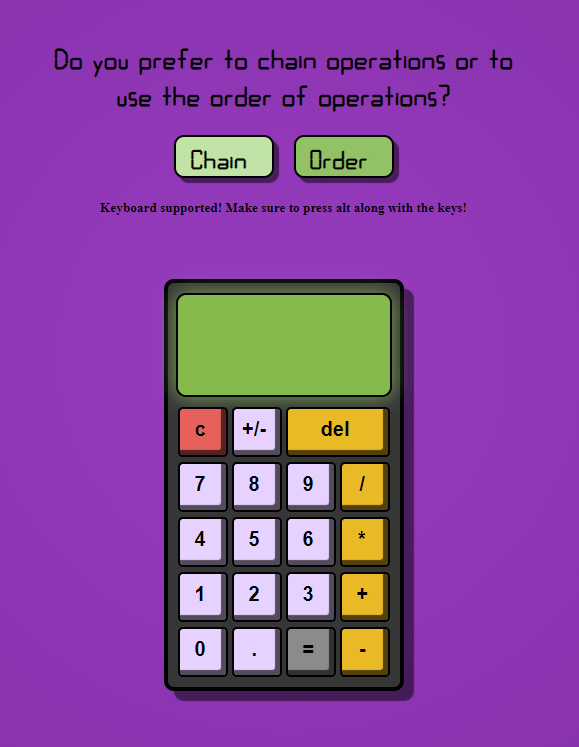 Do you prefer to chain operations or to
use the order of operations?
Chain Order
Keyboard supported! Make sure to press alt along with the keys!
c +/- del
7 8 9 /
4 5 6 *
1 2 3 +
0 . = -